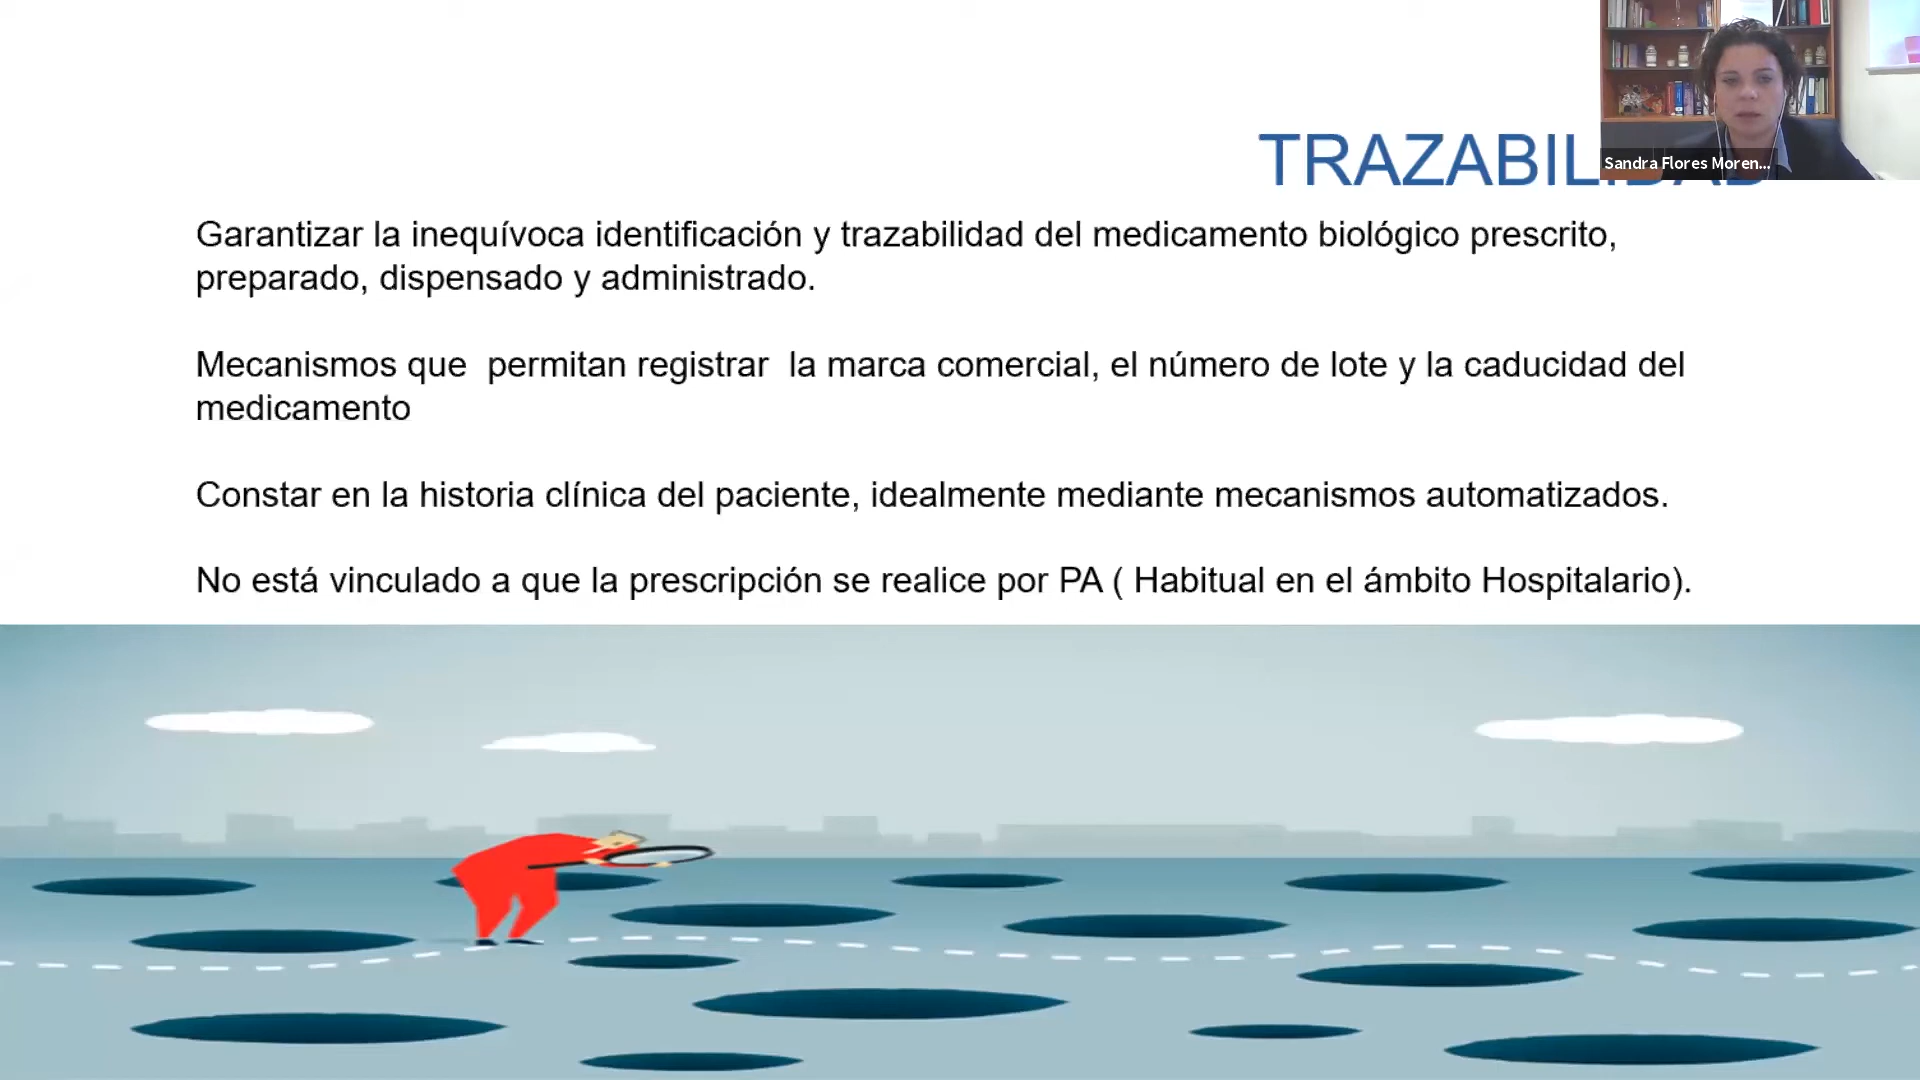 TRAZABILIDAD
Sandra Flores Moren...
Garantizar la inequívoca identificación y trazabilidad del medicamento biológico prescrito,
preparado, dispensado y administrado.
Mecanismos que  permitan registrar  la marca comercial, el número de lote y la caducidad del
medicamento
Constar en la historia clínica del paciente, idealmente mediante mecanismos automatizados.
No está vinculado a que la prescripción se realice por PA ( Habitual en el ámbito Hospitalario).